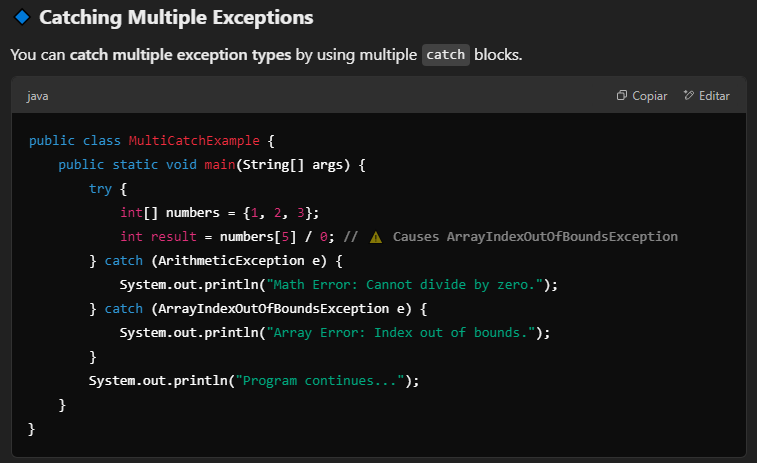 🔷 Catching Multiple Exceptions
You can catch multiple exception types by using multiple catch blocks.
java Copiar Editar
public class MultiCatchExample {
    public static void main(String[] args) {
        try {
            int[] numbers = {1, 2, 3};
            int result = numbers[5] / 0; // ⚠️ Causes ArrayIndexOutOfBoundsException
        } catch (ArithmeticException e) {
            System.out.println("Math Error: Cannot divide by zero.");
        } catch (ArrayIndexOutOfBoundsException e) {
            System.out.println("Array Error: Index out of bounds.");
        }
        System.out.println("Program continues...");
    }
}